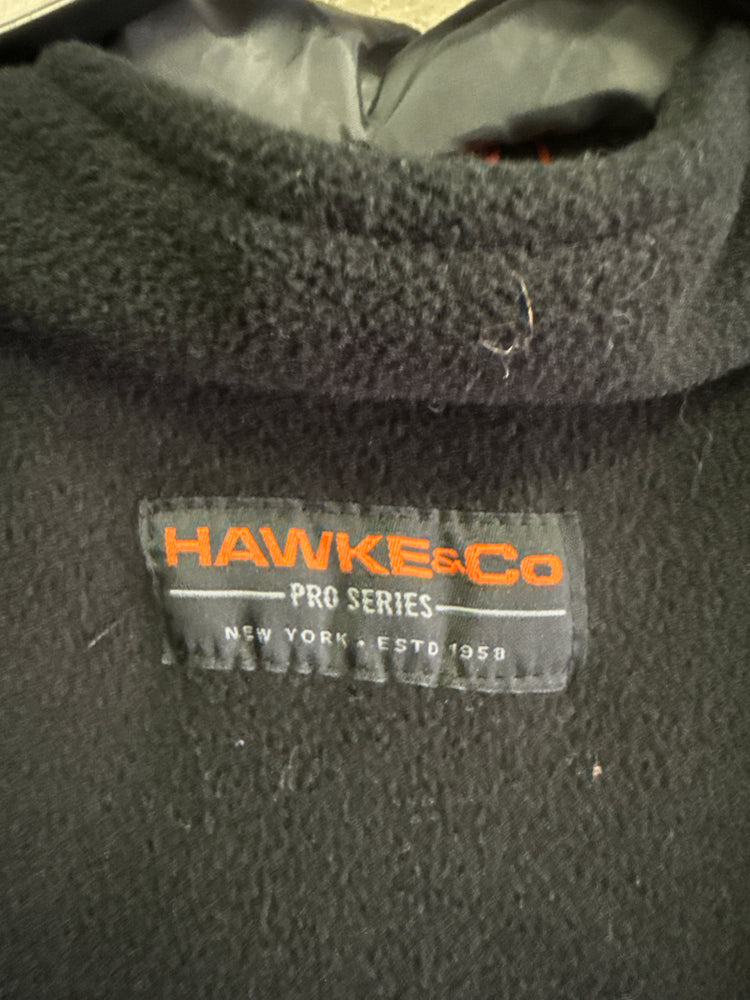 HAWKE&Co
PRO SERIES
NEW YORK • ESTD 1958